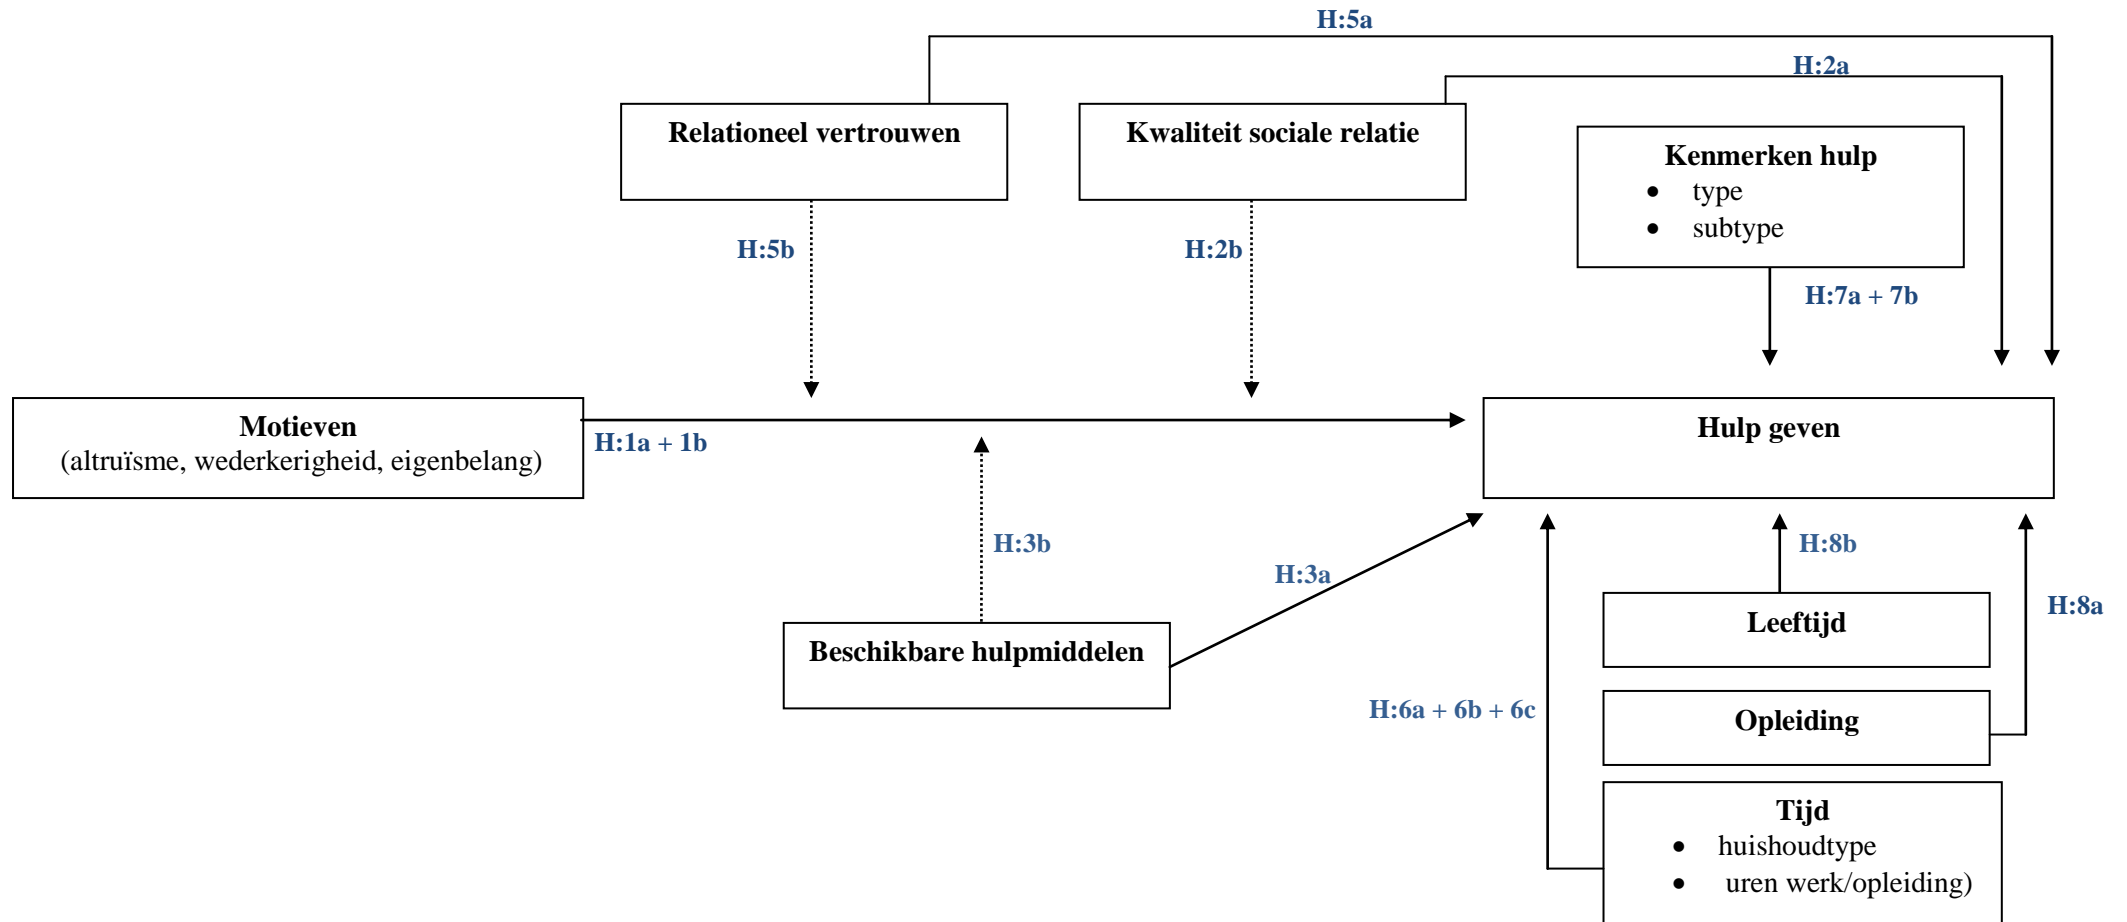 H:5a
H:2a
Relationeel vertrouwen
Kwaliteit sociale relatie
Kenmerken hulp
• type
• subtype
H:5b
H:2b
H:7a + 7b
Motieven
(altruïsme, wederkerigheid, eigenbelang)
H:1a + 1b
Hulp geven
H:3b
H:3a
H:8b
H:8a
Beschikbare hulpmiddelen
Leeftijd
H:6a + 6b + 6c
Opleiding
Tijd
• huishoudtype
• uren werk/opleiding)